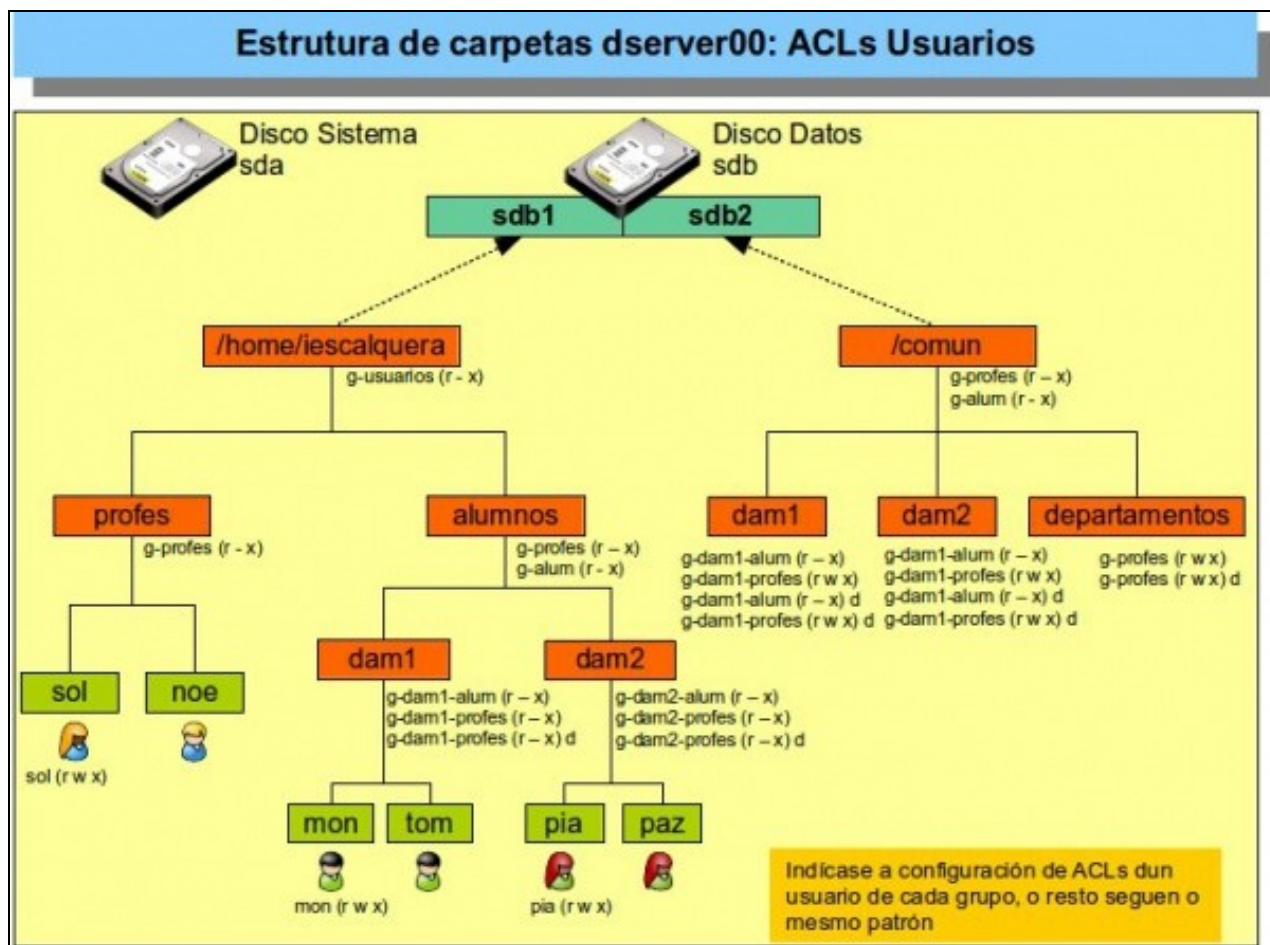 Estrutura de carpetas dserver00: ACLs Usuarios
Disco Sistema
sda
Disco Datos
sdb
sdb1
sdb2
/home/iescalquera
g-usuarios (r - x)
/comun
g-profes (r – x)
g-alum (r - x)
profes
g-profes (r - x)
alumnos
g-profes (r – x)
g-alum (r - x)
dam1
g-dam1-alum (r – x)
g-dam1-profes (r w x)
g-dam1-alum (r – x) d
g-dam1-profes (r w x) d
dam2
g-dam1-alum (r – x)
g-dam1-profes (r w x)
g-dam1-alum (r – x) d
g-dam1-profes (r w x) d
departamentos
g-profes (r w x)
g-profes (r w x) d
sol
noe
sol (r w x)
dam1
g-dam1-alum (r – x)
g-dam1-profes (r – x)
g-dam1-profes (r – x) d
dam2
g-dam2-alum (r – x)
g-dam2-profes (r – x)
g-dam2-profes (r – x) d
mon
tom
pia
paz
mon (r w x)
pia (r w x)
Indícase a configuración de ACLs dun
usuario de cada grupo, o resto seguen o
mesmo patrón